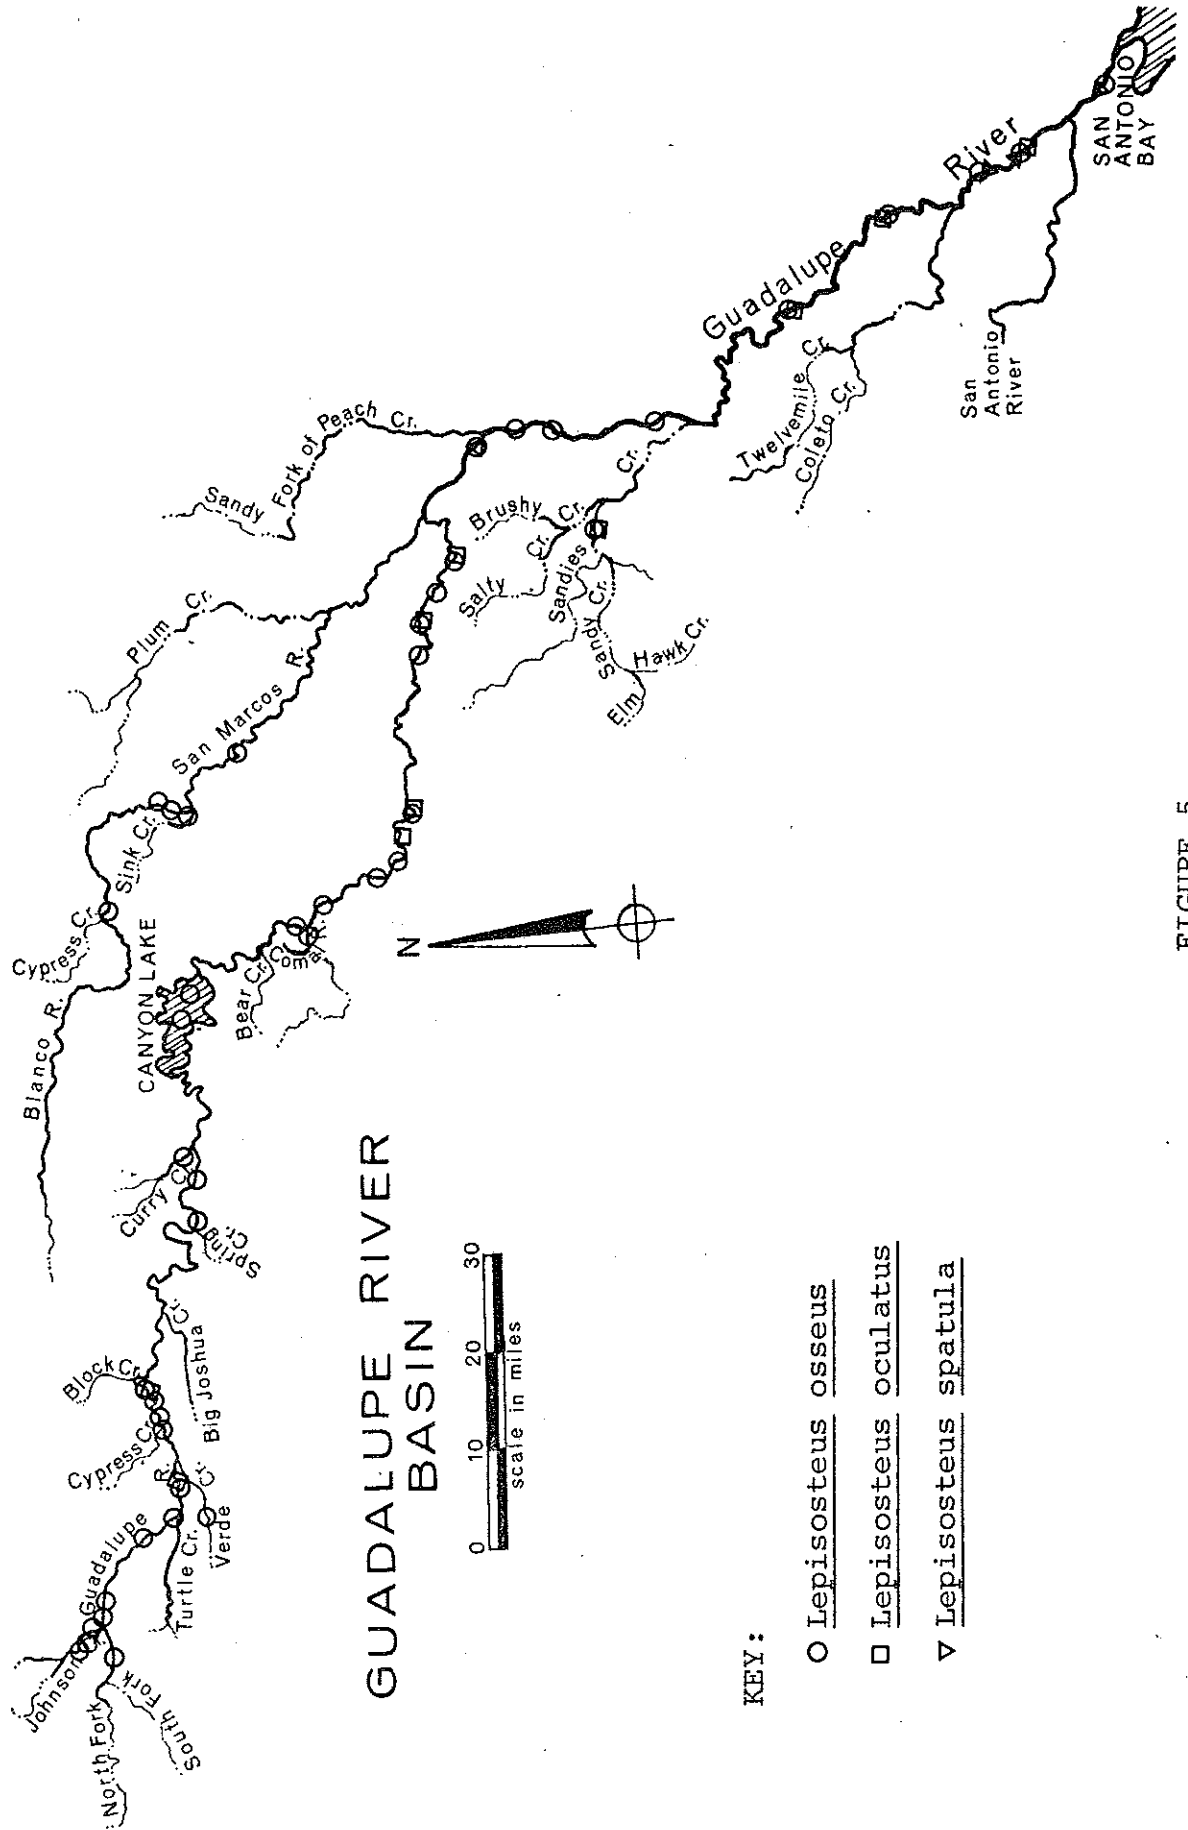 North Fork
South Fork
Johnson Cr.
Guadalupe R.
Turtle Cr.
Verde Cr.
Cypress Cr.
Block Cr.
Big Joshua Cr.
Spring Cr.
Curry Cr.
CANYON LAKE
Blanco R.
Cypress Cr.
Sink Cr.
Bear Cr.
Comal R.
San Marcos R.
Plum Cr.
Sandy Fork of Peach Cr.
Brushy Cr.
Salty Cr.
Sandies Cr.
Sandy Cr.
Elm
Hawk Cr.
Guadalupe River
Twelvemile Cr.
Coleto Cr.
San
Antonio
River
SAN
ANTONIO
BAY
N
GUADALUPE RIVER
BASIN
0 10 20 30
scale in miles
KEY:
Lepisosteus osseus
Lepisosteus oculatus
Lepisosteus spatula
FIGURE 5